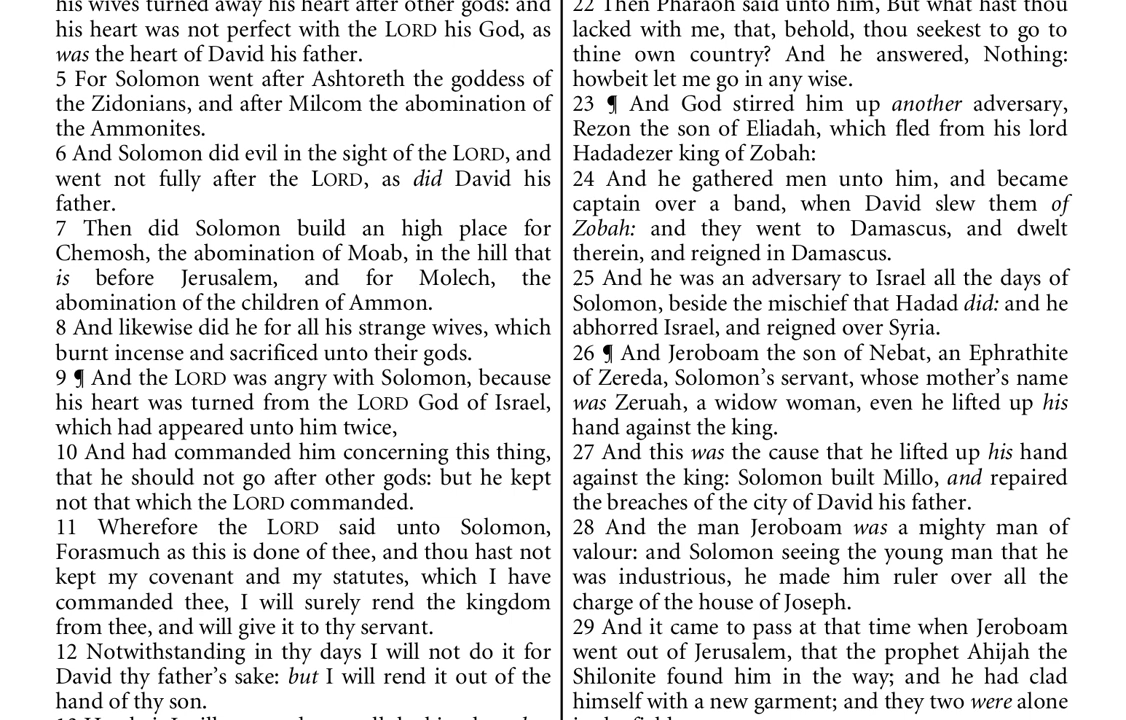 his wives turned away his heart after other gods: and
his heart was not perfect with the LORD his God, as
was the heart of David his father.
5 For Solomon went after Ashtoreth the goddess of
the Zidonians, and after Milcom the abomination of
the Ammonites.
6 And Solomon did evil in the sight of the LORD, and
went not fully after the LORD, as did David his
father.
7 Then did Solomon build an high place for
Chemosh, the abomination of Moab, in the hill that
is before Jerusalem, and for Molech, the
abomination of the children of Ammon.
8 And likewise did he for all his strange wives, which
burnt incense and sacrificed unto their gods.
9 ¶ And the LORD was angry with Solomon, because
his heart was turned from the LORD God of Israel,
which had appeared unto him twice,
10 And had commanded him concerning this thing,
that he should not go after other gods: but he kept
not that which the LORD commanded.
11 Wherefore the LORD said unto Solomon,
Forasmuch as this is done of thee, and thou hast not
kept my covenant and my statutes, which I have
commanded thee, I will surely rend the kingdom
from thee, and will give it to thy servant.
12 Notwithstanding in thy days I will not do it for
David thy father's sake: but I will rend it out of the
hand of thy son.
22 Then Pharaoh said unto him, But what hast thou
lacked with me, that, behold, thou seekest to go to
thine own country? And he answered, Nothing:
howbeit let me go in any wise.
23 ¶ And God stirred him up another adversary,
Rezon the son of Eliadah, which fled from his lord
Hadadezer king of Zobah:
24 And he gathered men unto him, and became
captain over a band, when David slew them of
Zobah: and they went to Damascus, and dwelt
therein, and reigned in Damascus.
25 And he was an adversary to Israel all the days of
Solomon, beside the mischief that Hadad did: and he
abhorred Israel, and reigned over Syria.
26 ¶ And Jeroboam the son of Nebat, an Ephrathite
of Zereda, Solomon's servant, whose mother's name
was Zeruah, a widow woman, even he lifted up his
hand against the king.
27 And this was the cause that he lifted up his hand
against the king: Solomon built Millo, and repaired
the breaches of the city of David his father.
28 And the man Jeroboam was a mighty man of
valour: and Solomon seeing the young man that he
was industrious, he made him ruler over all the
charge of the house of Joseph.
29 And it came to pass at that time when Jeroboam
went out of Jerusalem, that the prophet Ahijah the
Shilonite found him in the way; and he had clad
himself with a new garment; and they two were alone